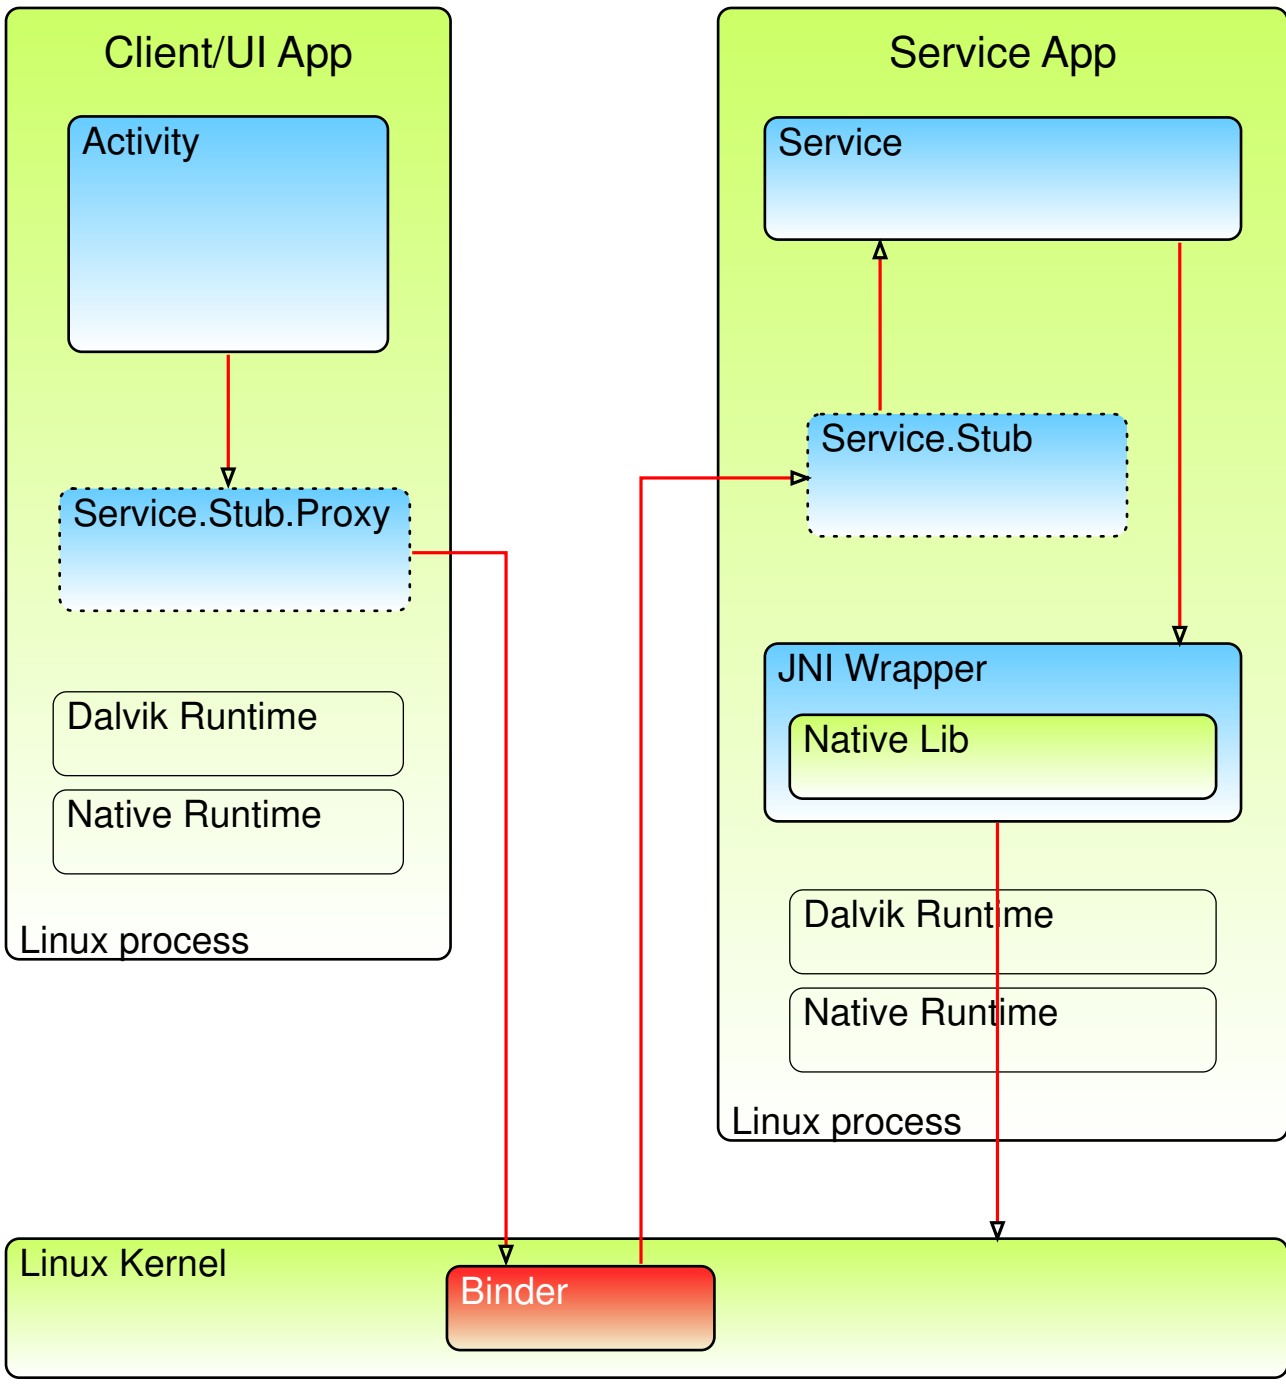 Client/UI App
Activity
Service.Stub.Proxy
Dalvik Runtime
Native Runtime
Linux process
Service App
Service
Service.Stub
JNI Wrapper
Native Lib
Dalvik Runtime
Native Runtime
Linux process
Linux Kernel
Binder